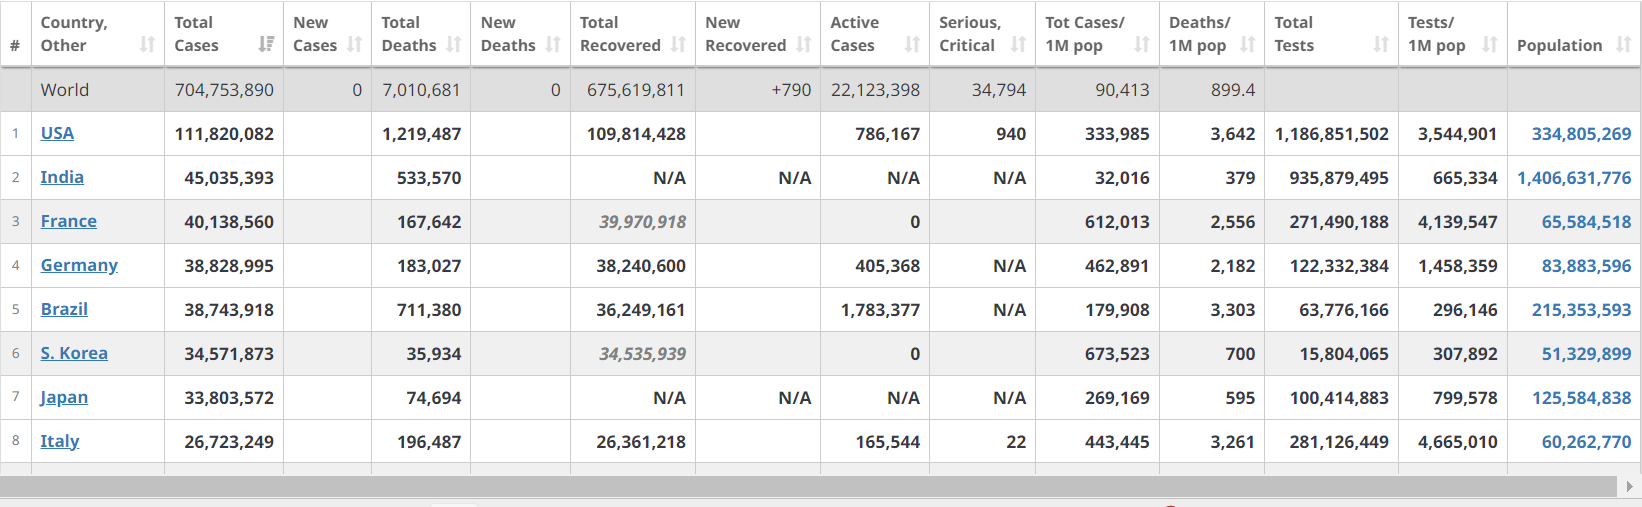 # Country, Other Total Cases New Cases Total Deaths New Deaths Total Recovered New Recovered Active Cases Serious, Critical Tot Cases/ 1M pop Deaths/ 1M pop Total Tests Tests/ 1M pop Population
World 704,753,890 0 7,010,681 0 675,619,811 +790 22,123,398 34,794 90,413 899.4
1 USA 111,820,082 1,219,487 109,814,428 786,167 940 333,985 3,642 1,186,851,502 3,544,901 334,805,269
2 India 45,035,393 533,570 N/A N/A N/A N/A 32,016 379 935,879,495 665,334 1,406,631,776
3 France 40,138,560 167,642 39,970,918 0 612,013 2,556 271,490,188 4,139,547 65,584,518
4 Germany 38,828,995 183,027 38,240,600 405,368 N/A 462,891 2,182 122,332,384 1,458,359 83,883,596
5 Brazil 38,743,918 711,380 36,249,161 1,783,377 N/A 179,908 3,303 63,776,166 296,146 215,353,593
6 S. Korea 34,571,873 35,934 34,535,939 0 673,523 700 15,804,065 307,892 51,329,899
7 Japan 33,803,572 74,694 N/A N/A N/A N/A 269,169 595 100,414,883 799,578 125,584,838
8 Italy 26,723,249 196,487 26,361,218 165,544 22 443,445 3,261 281,126,449 4,665,010 60,262,770